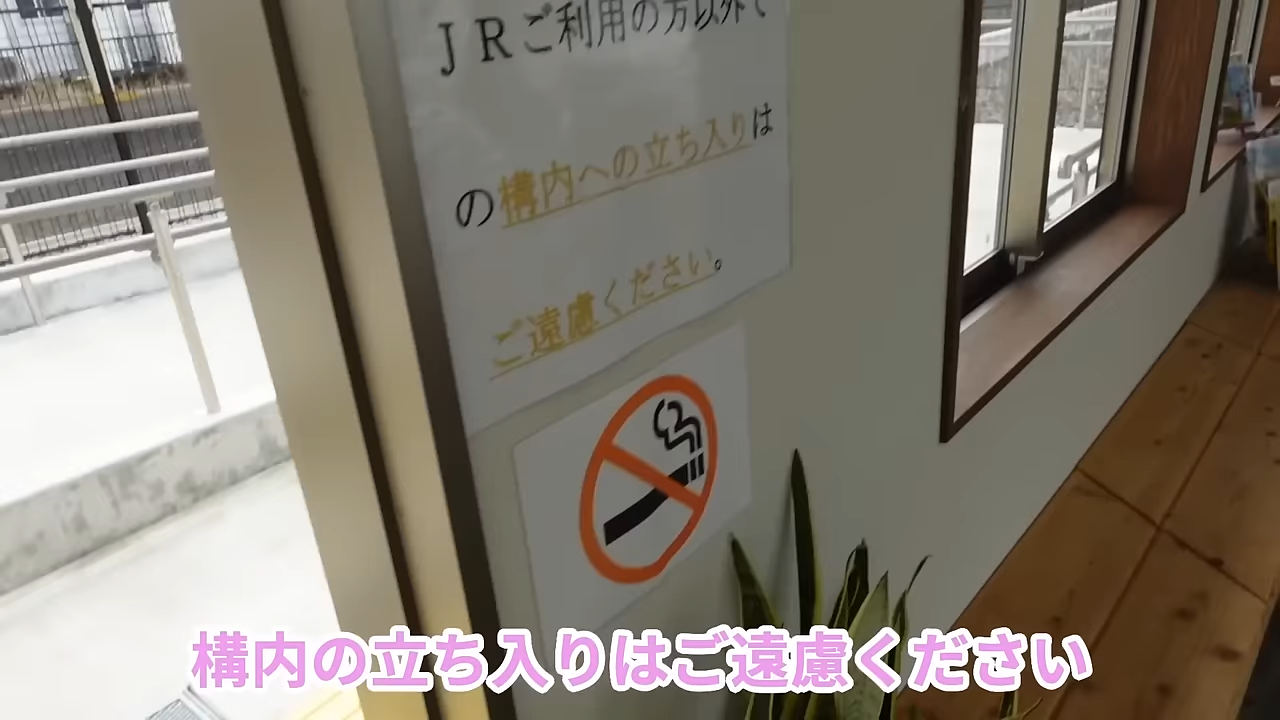 JRご利用の方以外で
の構内への立ち入りは
ご遠慮ください。
構内の立ち入りはご遠慮ください